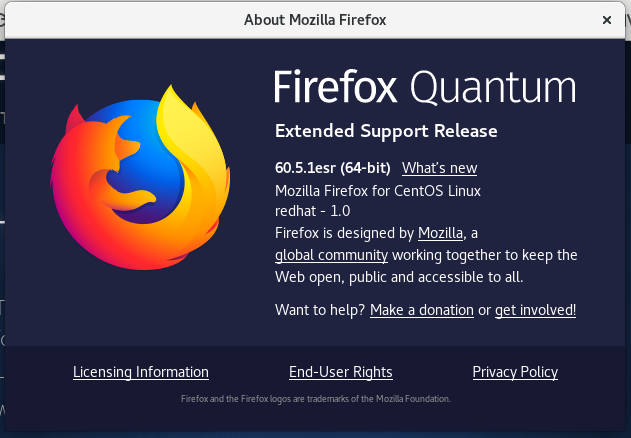 About Mozilla Firefox
Firefox Quantum
Extended Support Release
60.5.1esr (64-bit) What's new
Mozilla Firefox for CentOS Linux
redhat - 1.0
Firefox is designed by Mozilla, a
global community working together to keep the
Web open, public and accessible to all.
Want to help? Make a donation or get involved!
Licensing Information End-User Rights Privacy Policy
Firefox and the Firefox logos are trademarks of the Mozilla Foundation.